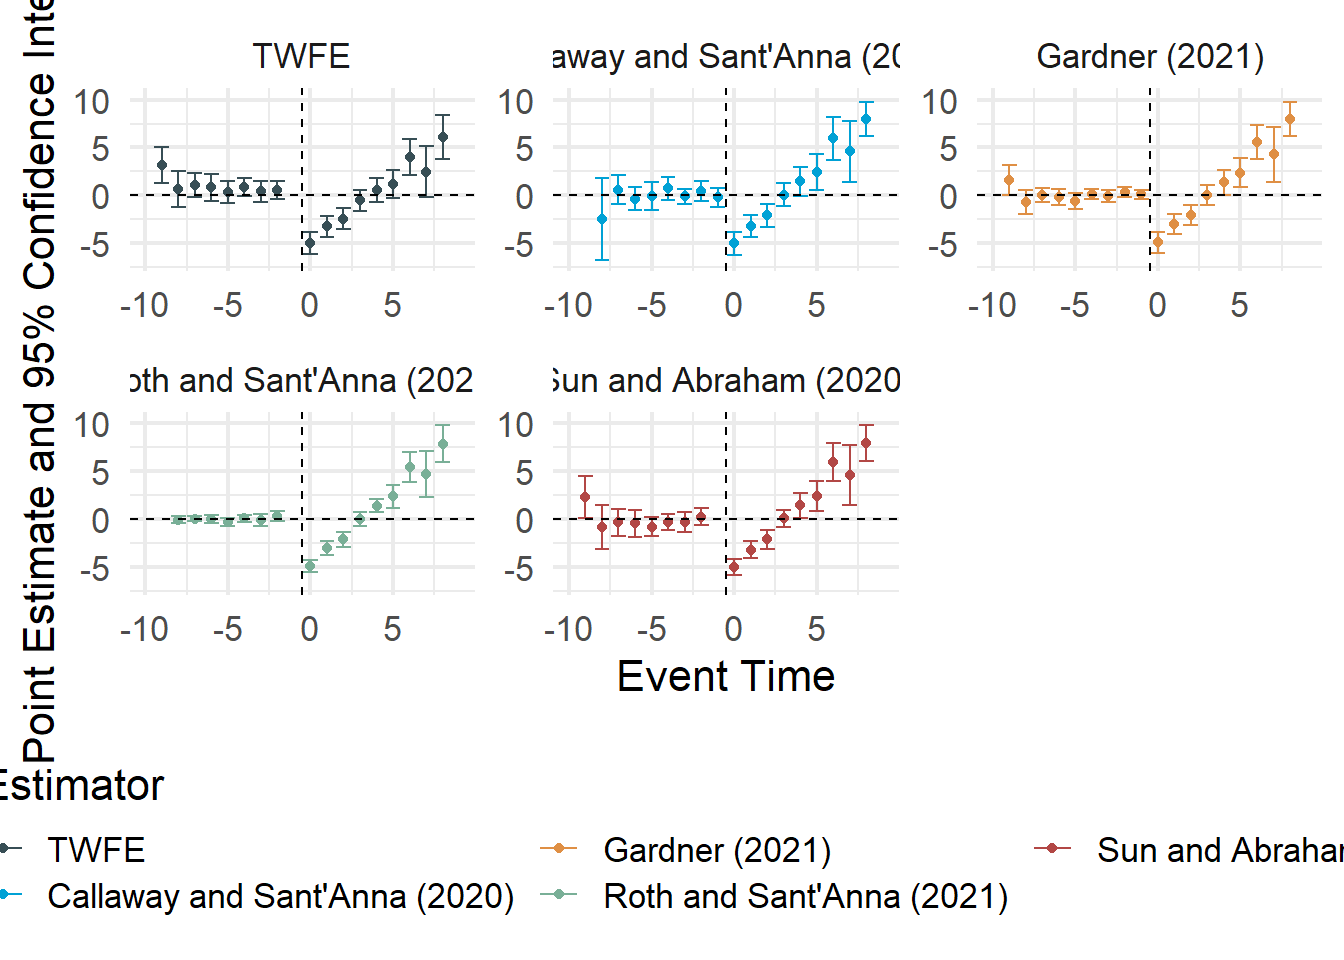 Point Estimate and 95% Confidence Inte
TWFE
away and Sant'Anna (20
Gardner (2021)
10
5
0
-5
-10 -5 0 5
10
5
0
-5
-10 -5 0 5
10
5
0
-5
-10 -5 0 5
oth and Sant'Anna (202
Sun and Abraham (2020
10
5
0
-5
-10 -5 0 5
10
5
0
-5
-10 -5 0 5
Event Time
Estimator
TWFE
Gardner (2021)
Sun and Abraha
Callaway and Sant'Anna (2020)
Roth and Sant'Anna (2021)